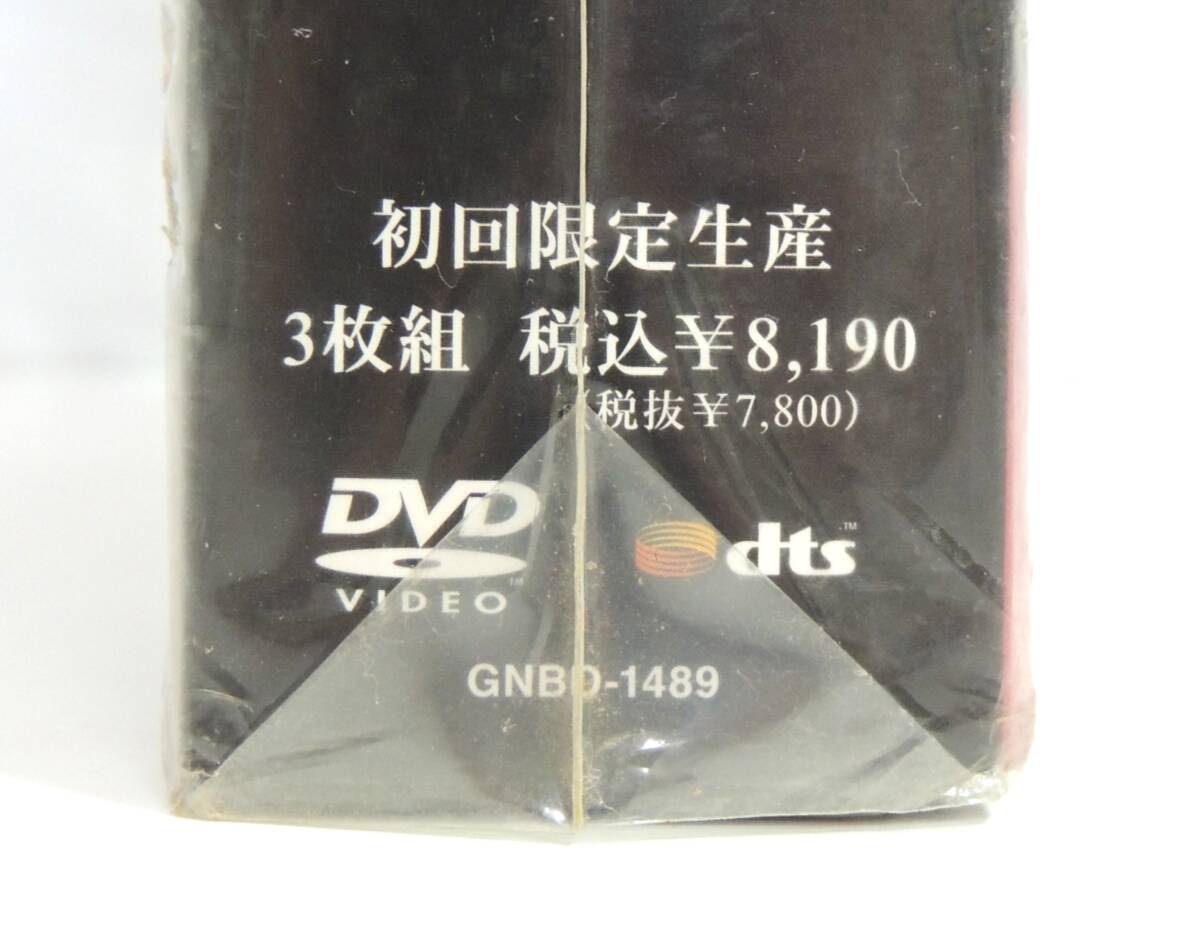 初回限定生産
3枚組 税込￥8,190
(税抜￥7,800)
DVD
VIDEO
dts
GNBD-1489